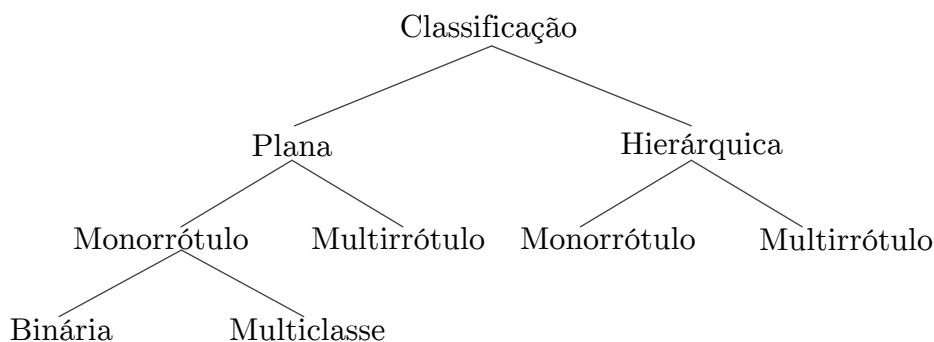 Classificação
Plana Hierárquica
Monorrótulo Multirrótulo Monorrótulo Multirrótulo
Binária Multiclasse